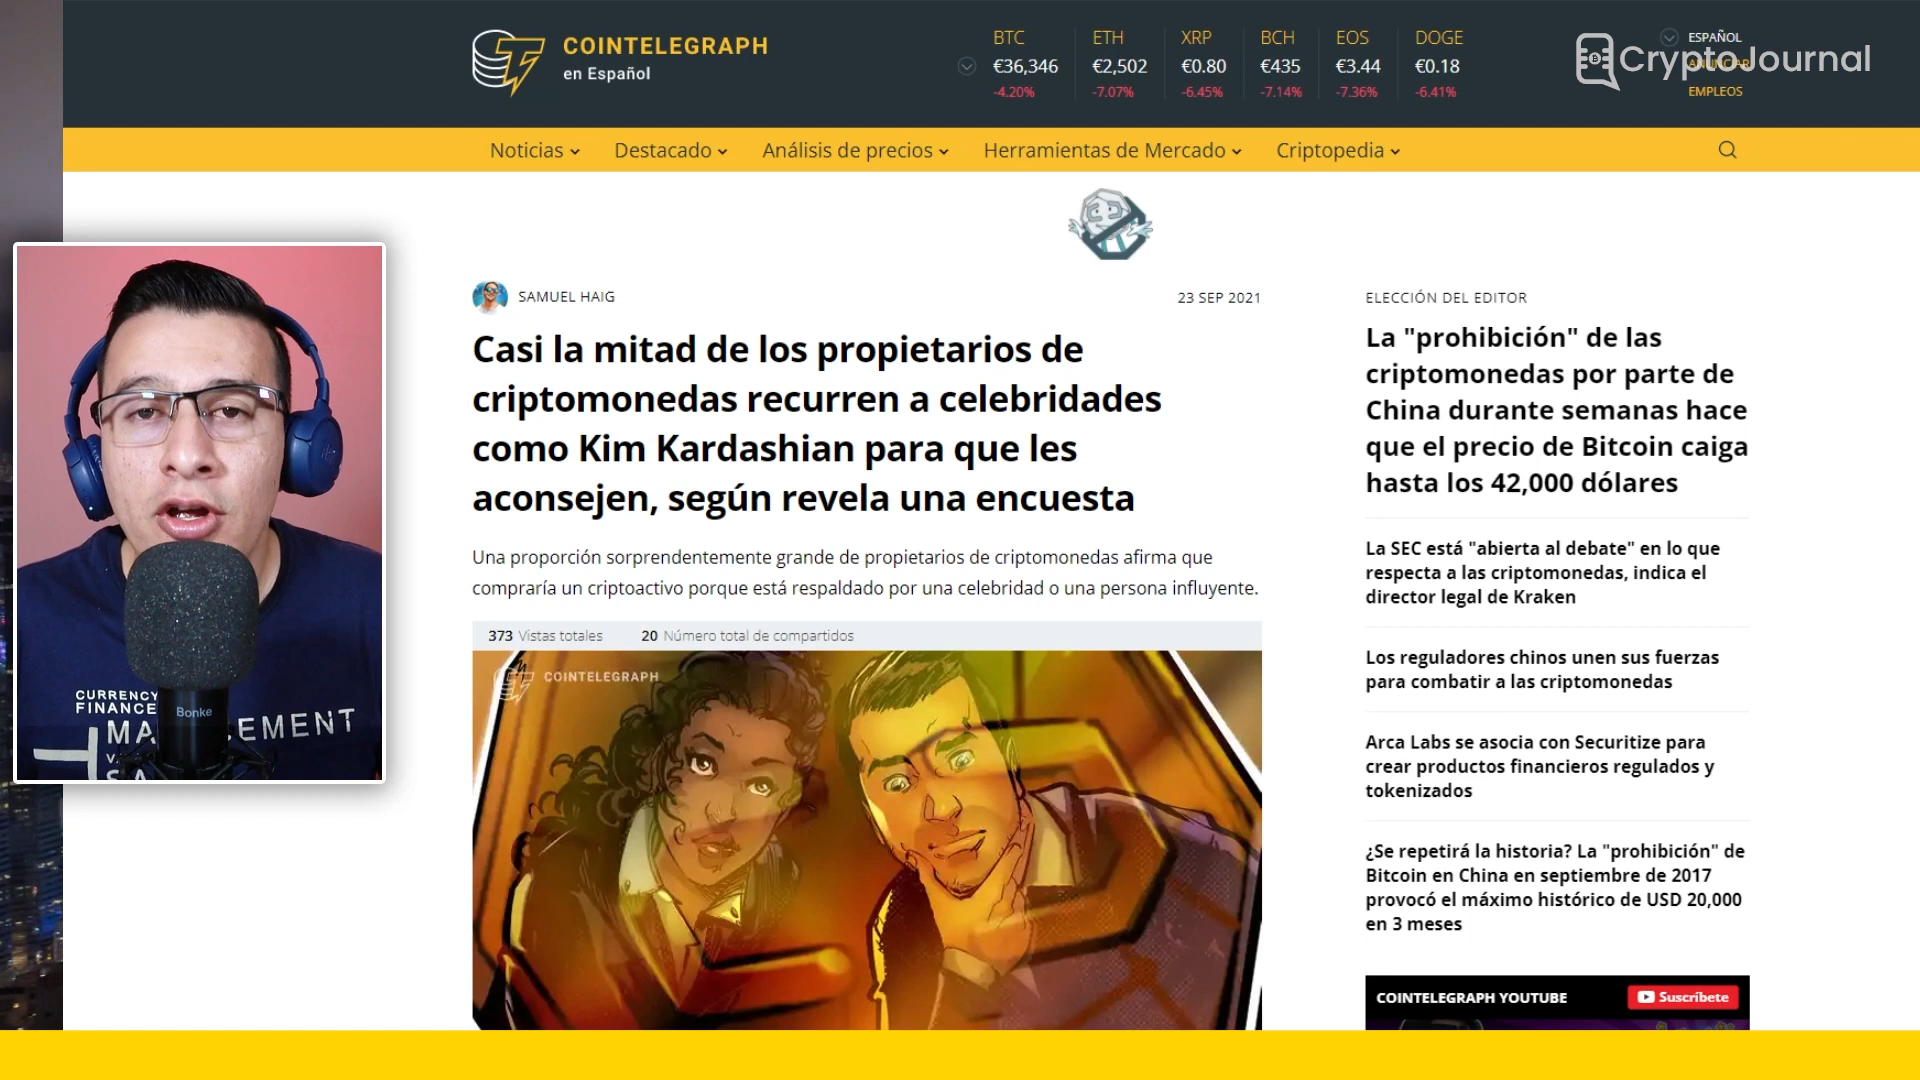 COINTELEGRAPH
en Español
BTC
€36,346
-4.20%
ETH
€2,502
-7.07%
XRP
€0.80
-6.45%
BCH
€435
-7.14%
EOS
€3.44
-7.36%
DOGE
€0.18
-6.41%
ESPAÑOL
ANUNCIAR
EMPLEOS
CryptoJournal
Noticias
Destacado
Análisis de precios
Herramientas de Mercado
Criptopedia
SAMUEL HAIG
23 SEP 2021
Casi la mitad de los propietarios de
criptomonedas recurren a celebridades
como Kim Kardashian para que les
aconsejen, según revela una encuesta
Una proporción sorprendentemente grande de propietarios de criptomonedas afirma que
compraría un criptoactivo porque está respaldado por una celebridad o una persona influyente.
373 Vistas totales
20 Número total de compartidos
COINTELEGRAPH
ELECCIÓN DEL EDITOR
La "prohibición" de las
criptomonedas por parte de
China durante semanas hace
que el precio de Bitcoin caiga
hasta los 42,000 dólares
La SEC está "abierta al debate" en lo que
respecta a las criptomonedas, indica el
director legal de Kraken
Los reguladores chinos unen sus fuerzas
para combatir a las criptomonedas
Arca Labs se asocia con Securitize para
crear productos financieros regulados y
tokenizados
¿Se repetirá la historia? La "prohibición" de
Bitcoin en China en septiembre de 2017
provocó el máximo histórico de USD 20,000
en 3 meses
COINTELEGRAPH YOUTUBE
Suscríbete
CURRENCY
FINANCE
Bonke